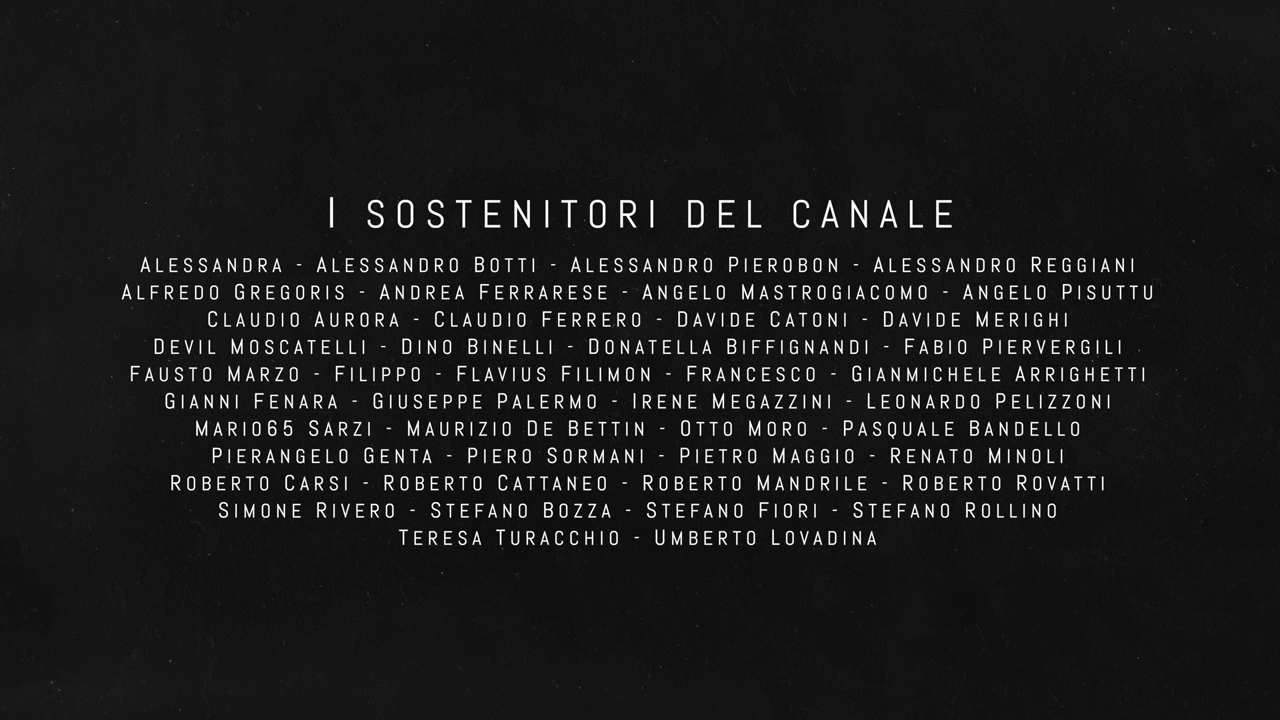 I sostenitori del canale
Alessandra - Alessandro Botti - Alessandro Pierobon - Alessandro Reggiani
Alfredo Gregoris - Andrea Ferrarese - Angelo Mastrogiacomo - Angelo Pisuttu
Claudio Aurora - Claudio Ferrero - Davide Catoni - Davide Merighi
Devil Moscatelli - Dino Binelli - Donatella Biffignandi - Fabio Piervergili
Fausto Marzo - Filippo - Flavius Filimon - Francesco - Gianmichele Arrighetti
Gianni Fenara - Giuseppe Palermo - Irene Megazzini - Leonardo Pelizzoni
Mario65 Sarzi - Maurizio De Bettin - Otto Moro - Pasquale Bandello
Pierangelo Genta - Piero Sormani - Pietro Maggio - Renato Minoli
Roberto Carsi - Roberto Cattaneo - Roberto Mandrile - Roberto Rovatti
Simone Rivero - Stefano Bozza - Stefano Fiori - Stefano Rollino
Teresa Turacchio - Umberto Lovadina